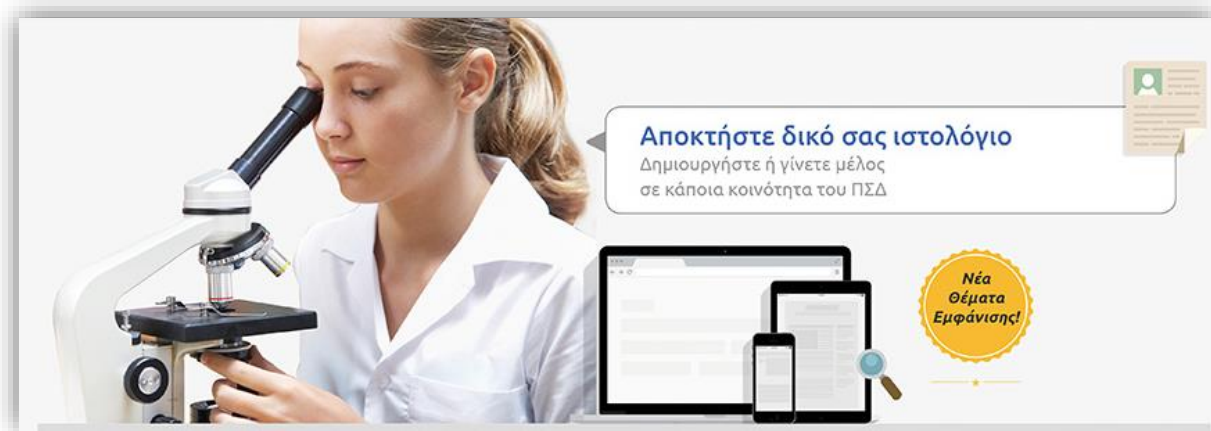 Αποκτήστε δικό σας ιστολόγιο
Δημιουργήστε ή γίνετε μέλος
σε κάποια κοινότητα του ΠΣΔ
Νέα
Θέματα
Εμφάνισης!